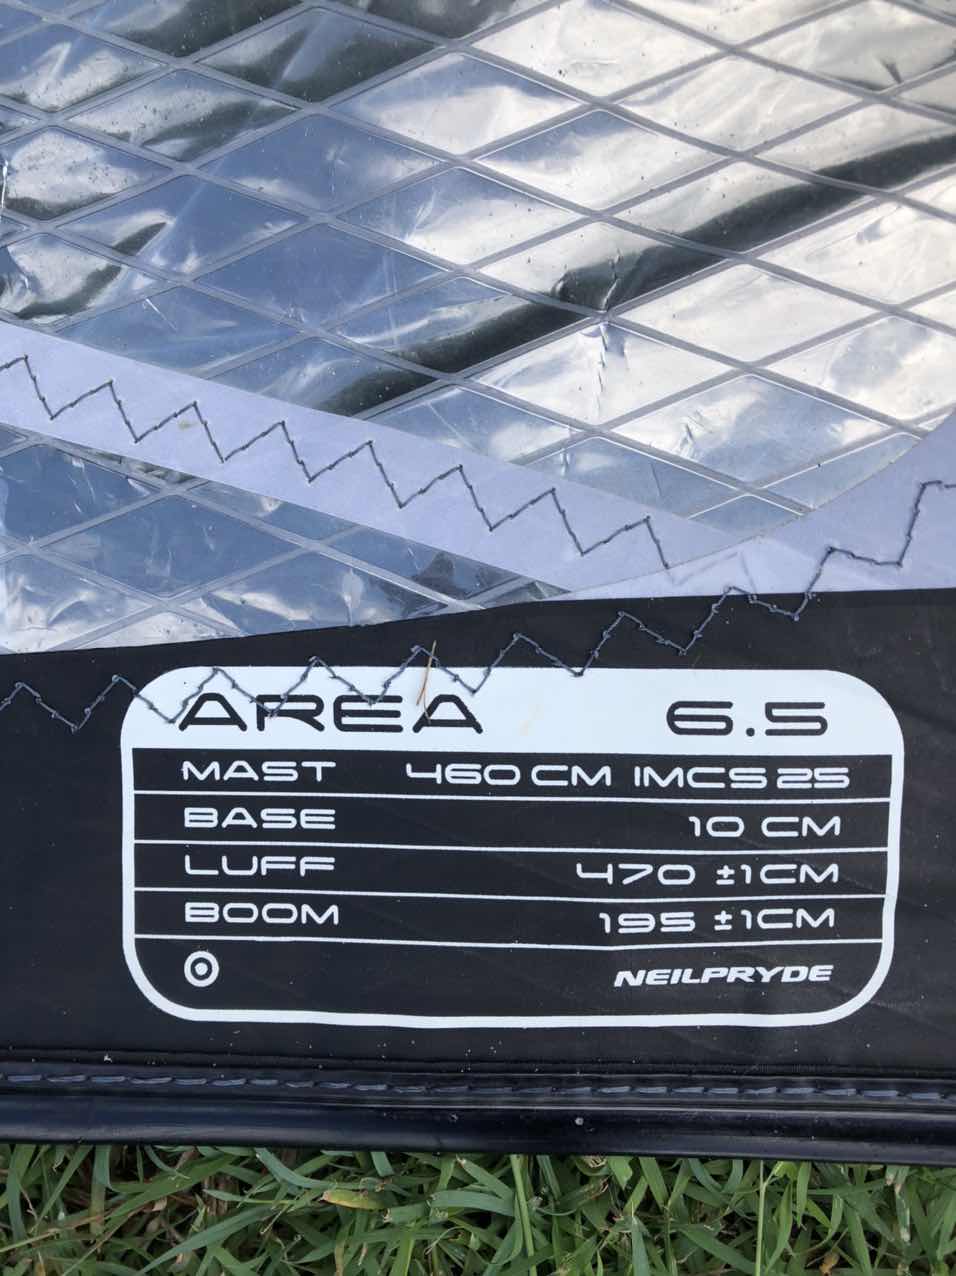 AREA 6.5
MAST 460 CM IMCS 25
BASE 10 CM
LUFF 470 ±1CM
BOOM 195 ±1CM
NEILPRYDE